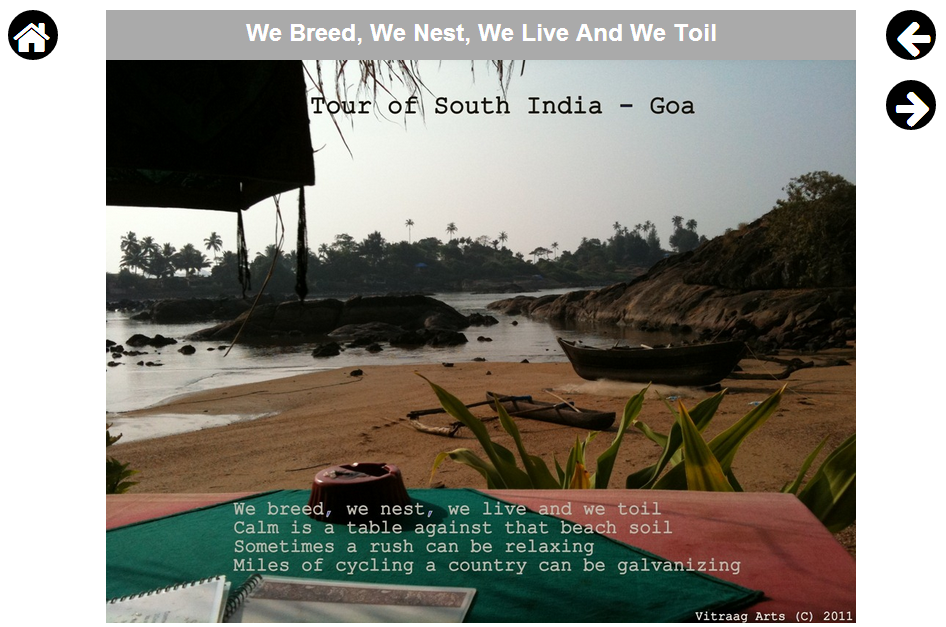 We Breed, We Nest, We Live And We Toil
Tour of South India - Goa
We breed, we nest, we live and we toil
Calm is a table against that beach soil
Sometimes a rush can be relaxing
Miles of cycling a country can be galvanizing
Vitraag Arts (C) 2011